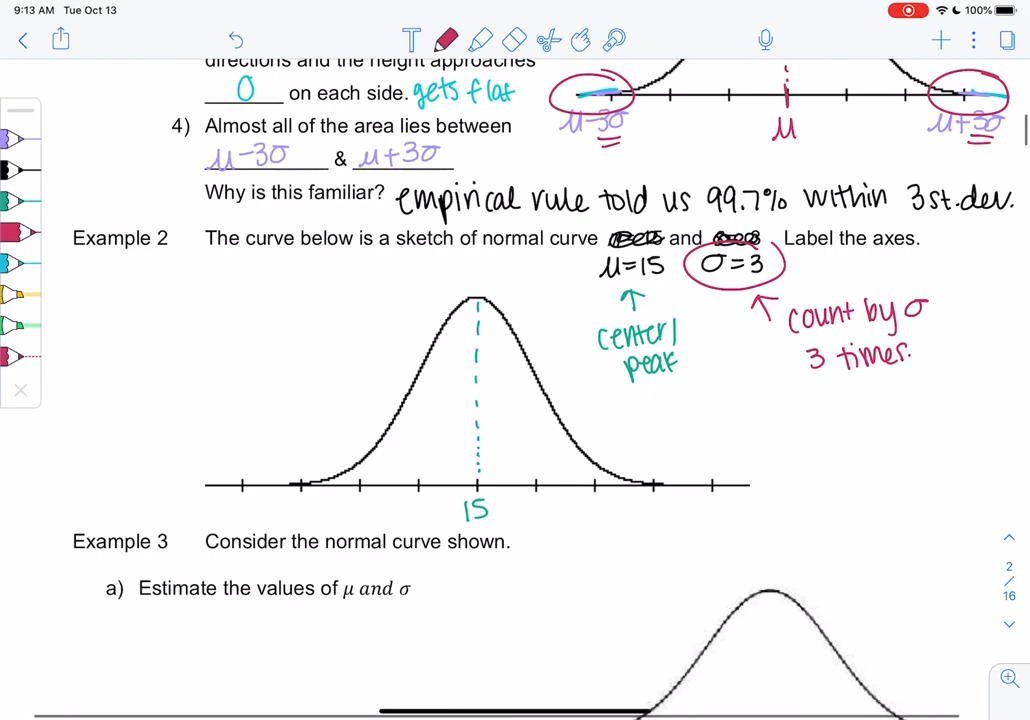 9:13 AM Tue Oct 13
100%
T
directions and the height approaches
0 on each side. gets flat
μ-3σ
μ
μ+3σ
4) Almost all of the area lies between
μ-3σ & μ+3σ
Why is this familiar? empirical rule told us 99.7% within 3 st.dev.
Example 2 The curve below is a sketch of normal curve and Label the axes.
μ=15 σ=3
center/
peak
count by σ
3 times.
15
Example 3 Consider the normal curve shown.
a) Estimate the values of μ and σ
2
/
16